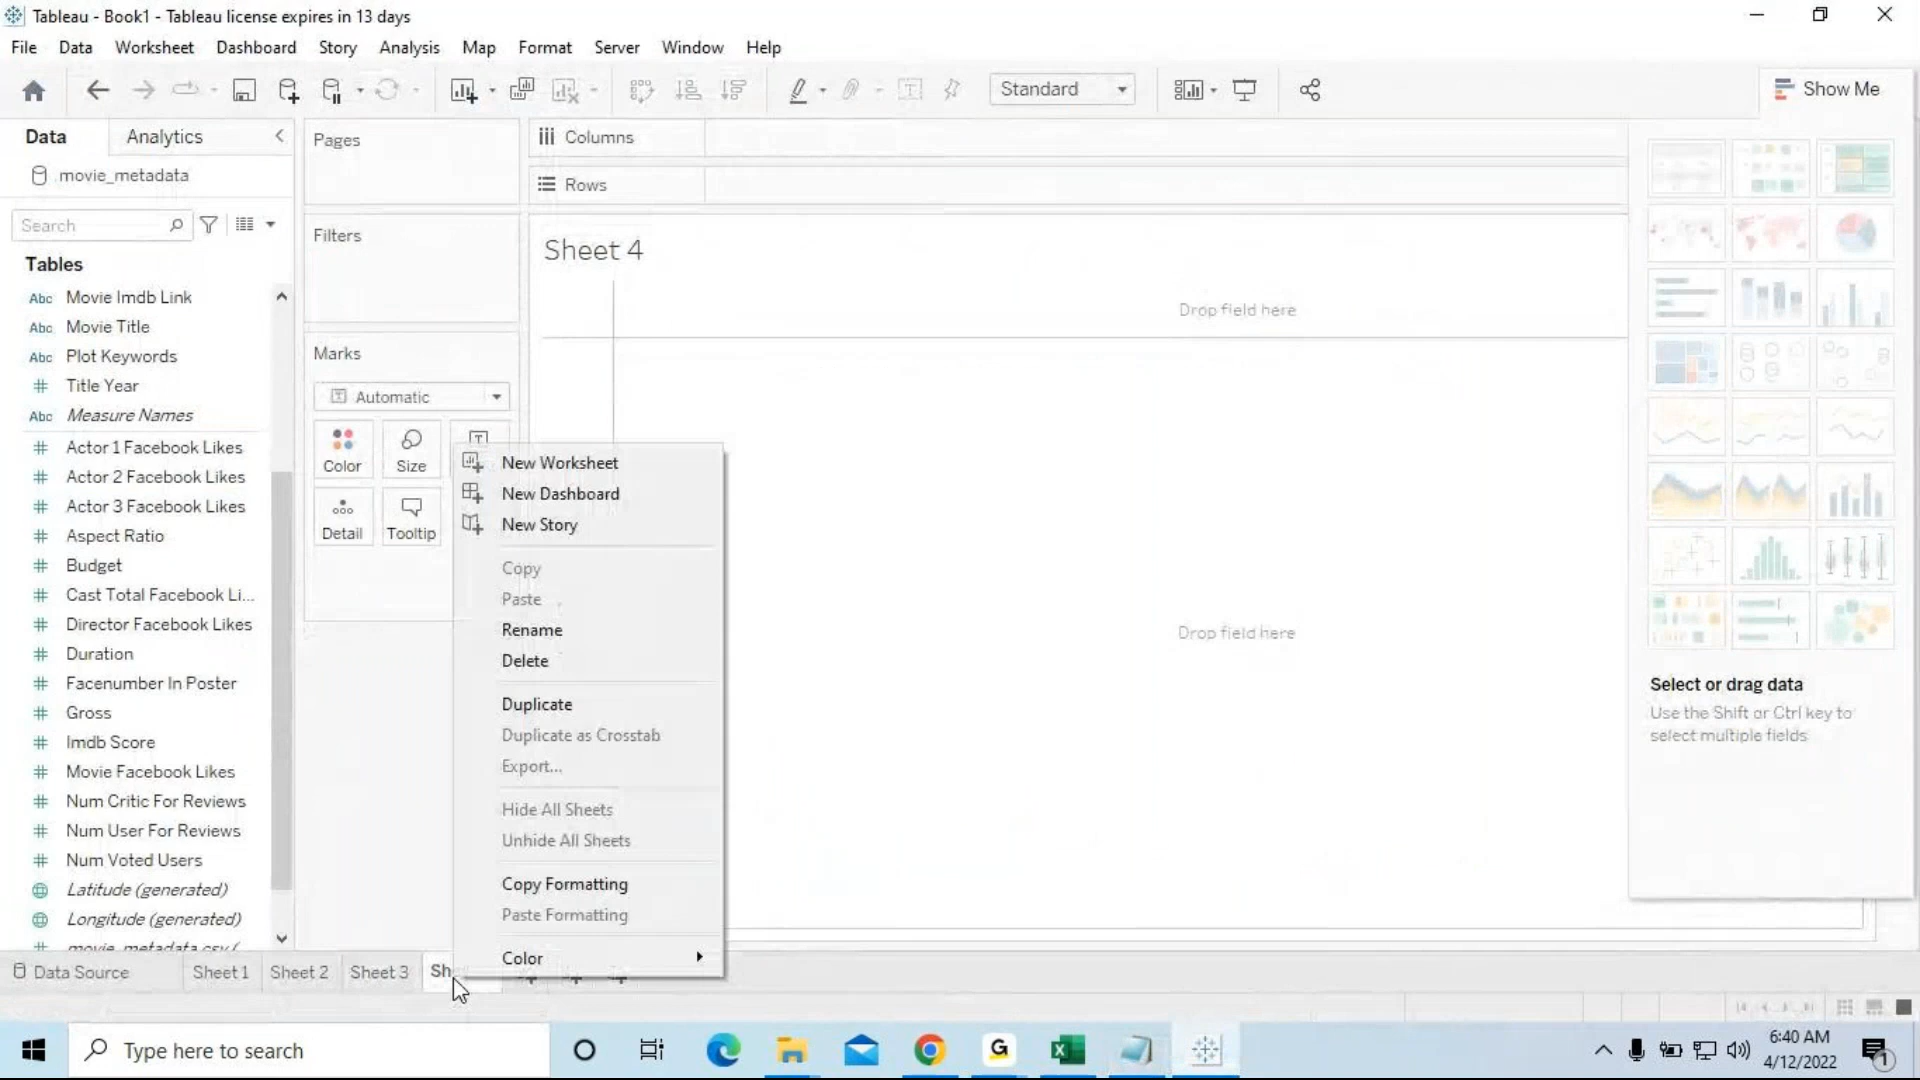 Tableau - Book1 - Tableau license expires in 13 days
File Data Worksheet Dashboard Story Analysis Map Format Server Window Help
Standard
Show Me
Data Analytics
movie_metadata
Search
Tables
Abc Movie Imdb Link
Abc Movie Title
Abc Plot Keywords
# Title Year
Abc Measure Names
# Actor 1 Facebook Likes
# Actor 2 Facebook Likes
# Actor 3 Facebook Likes
# Aspect Ratio
# Budget
# Cast Total Facebook Li...
# Director Facebook Likes
# Duration
# Facenumber In Poster
# Gross
# Imdb Score
# Movie Facebook Likes
# Num Critic For Reviews
# Num User For Reviews
# Num Voted Users
Latitude (generated)
Longitude (generated)
# movie_metadata.csv (
Pages
Filters
Marks
Automatic
Color Size
Detail Tooltip
Columns
Rows
Sheet 4
Drop field here
Drop field here
New Worksheet
New Dashboard
New Story
Copy
Paste
Rename
Delete
Duplicate
Duplicate as Crosstab
Export...
Hide All Sheets
Unhide All Sheets
Copy Formatting
Paste Formatting
Color
Select or drag data
Use the Shift or Ctrl key to
select multiple fields
Data Source Sheet 1 Sheet 2 Sheet 3
Type here to search
6:40 AM
4/12/2022
1